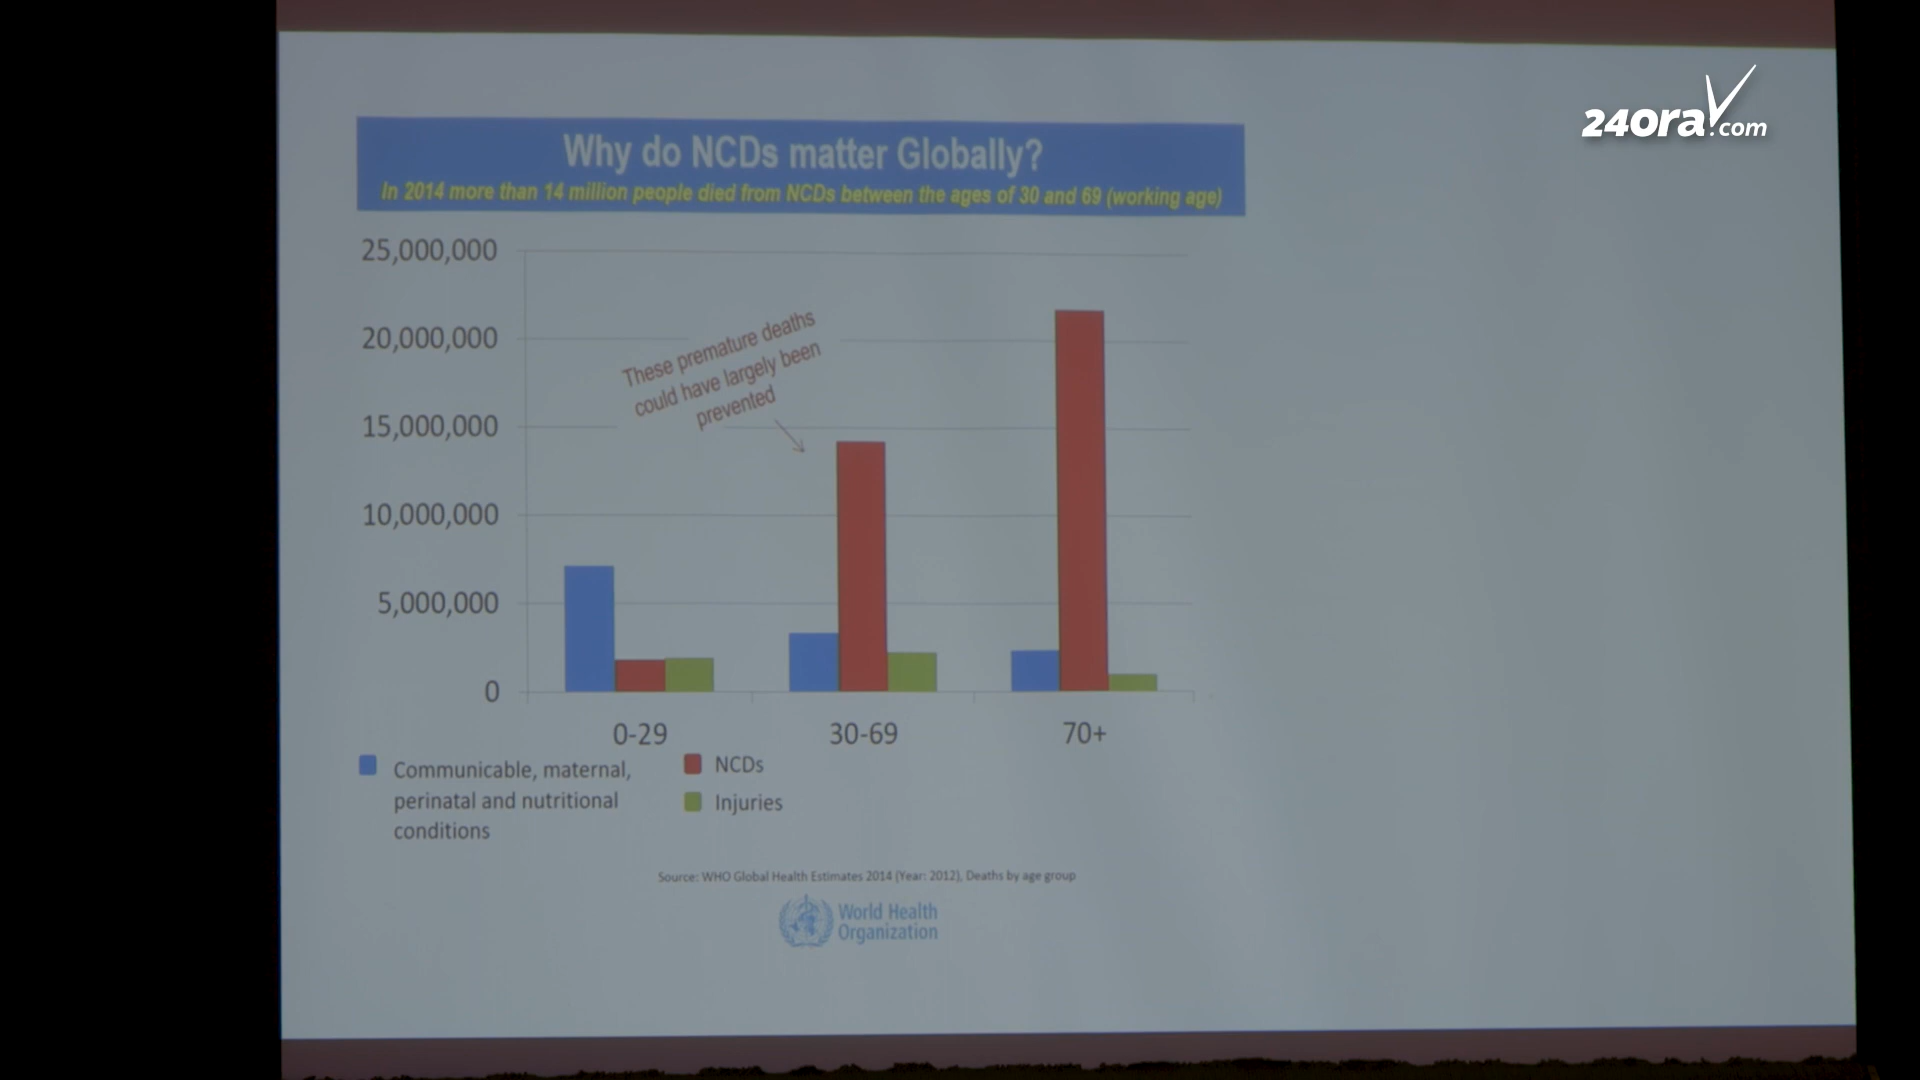 24ora.com
Why do NCDs matter Globally?
In 2014 more than 14 million people died from NCDs between the ages of 30 and 69 (working age)
25,000,000
20,000,000
15,000,000
10,000,000
5,000,000
0
These premature deaths
could have largely been
prevented
0-29
30-69
70+
Communicable, maternal,
perinatal and nutritional
conditions
NCDs
Injuries
Source: WHO Global Health Estimates 2014 (Year: 2012), Deaths by age group
World Health
Organization